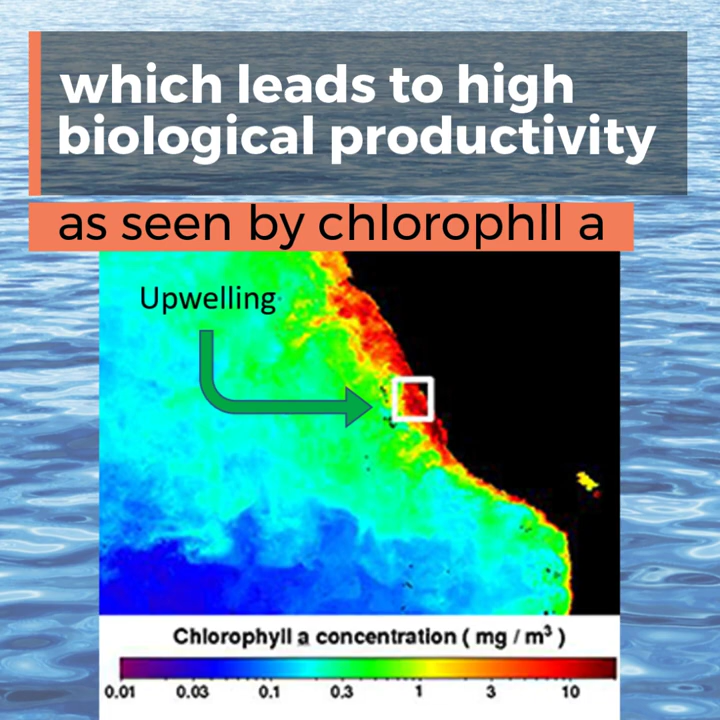 which leads to high
biological productivity
as seen by chlorophll a
Upwelling
Chlorophyll a concentration ( mg / m³ )
0.01 0.03 0.1 0.3 1 3 10